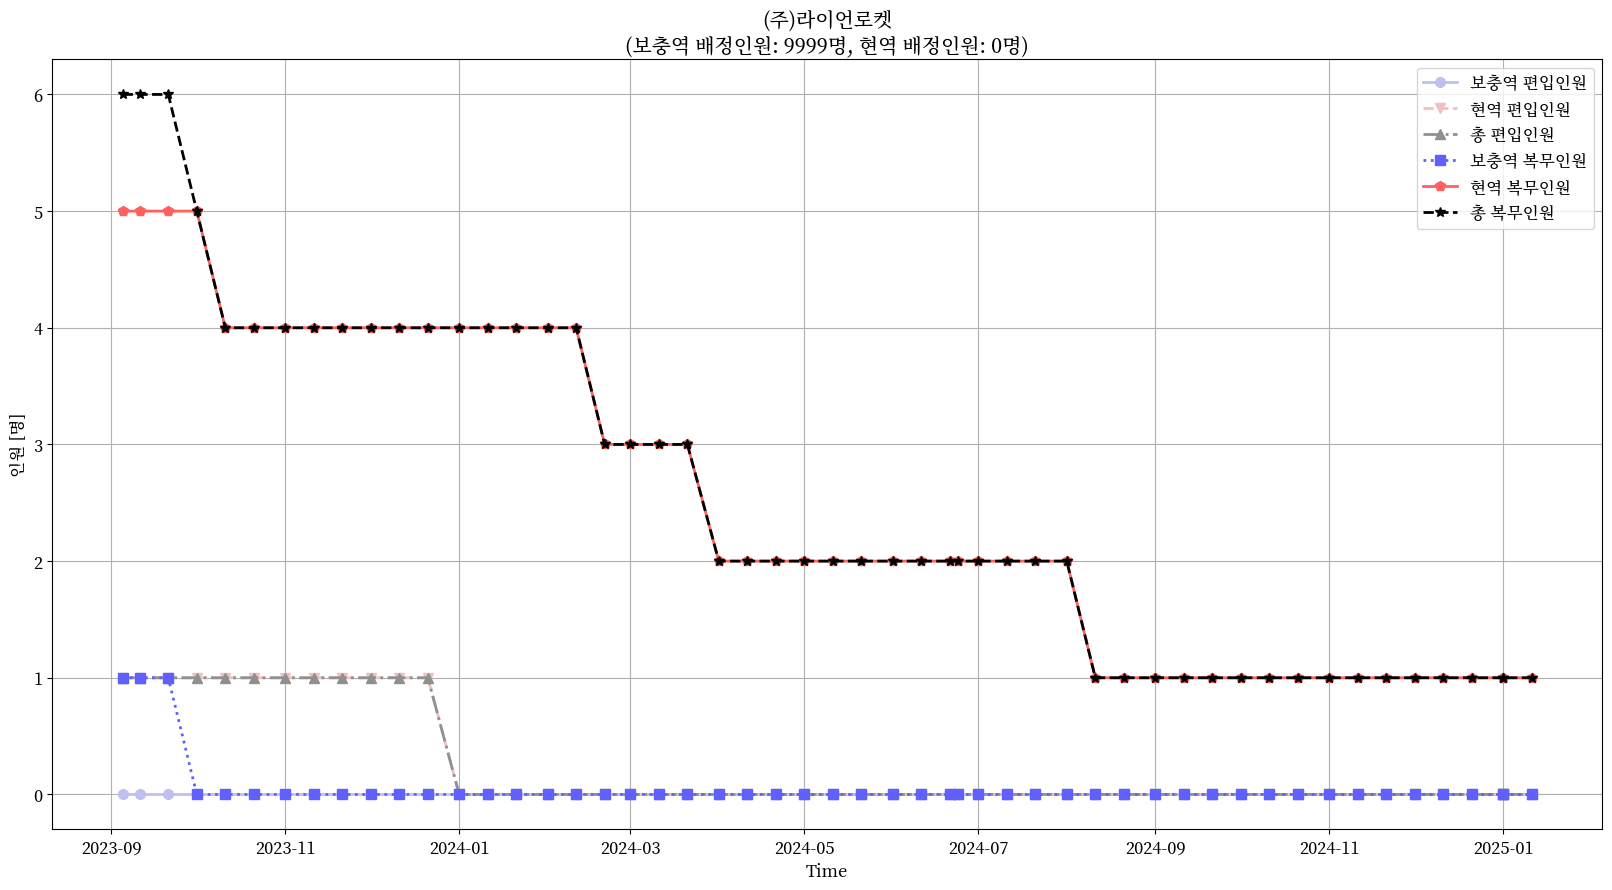 (주)라이언로켓
(보충역 배정인원: 9999명, 현역 배정인원: 0명)
보충역 편입인원
현역 편입인원
총 편입인원
보충역 복무인원
현역 복무인원
총 복무인원
인원 [명]
6
5
4
3
2
1
0
2023-09
2023-11
2024-01
2024-03
2024-05
2024-07
2024-09
2024-11
2025-01
Time